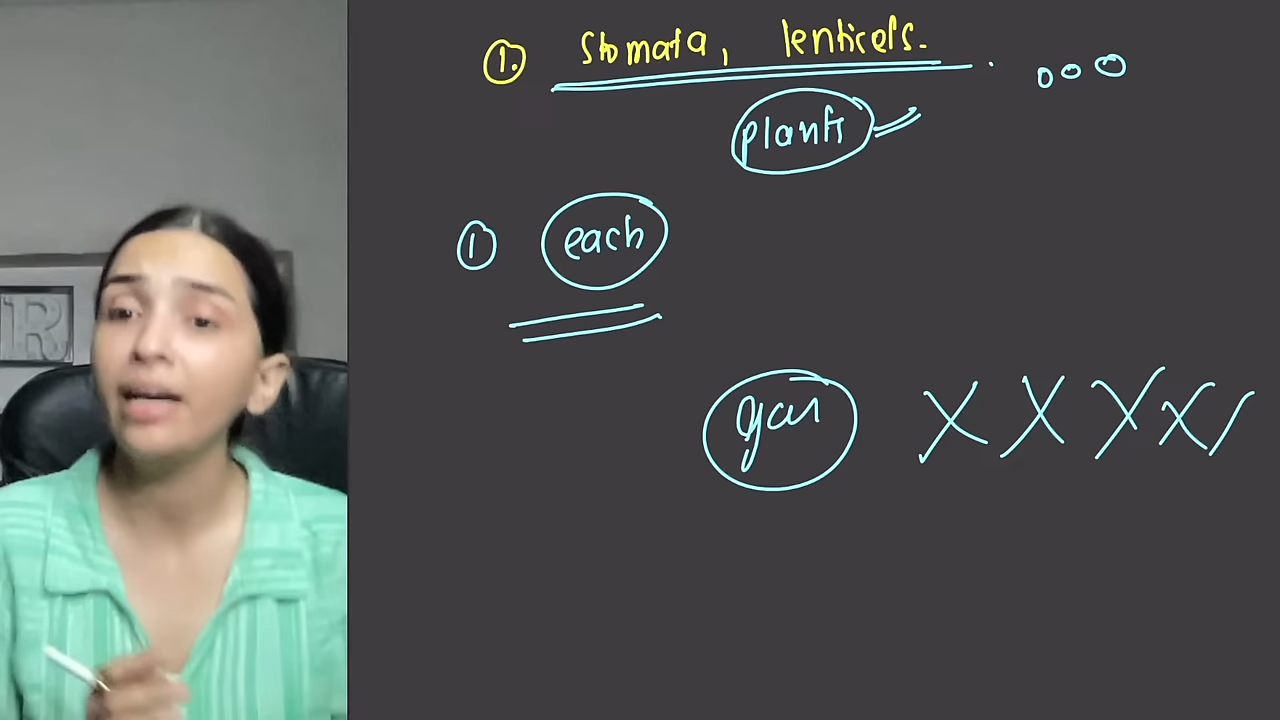 ①. Stomata, lenticels.
plants
① each
gas X X X X
R